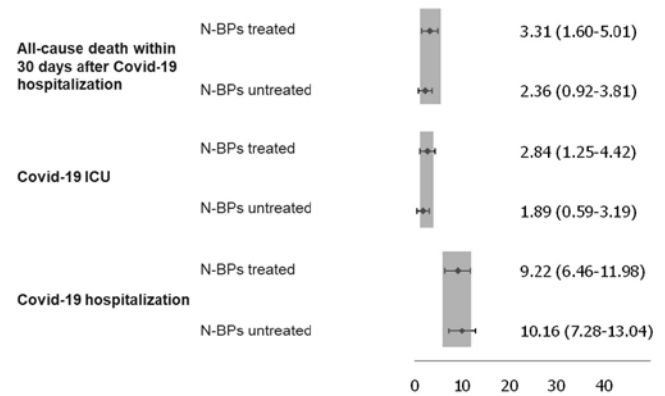 All-cause death within
30 days after Covid-19
hospitalization
N-BPs treated
3.31 (1.60-5.01)
N-BPs untreated
2.36 (0.92-3.81)
Covid-19 ICU
N-BPs treated
2.84 (1.25-4.42)
N-BPs untreated
1.89 (0.59-3.19)
Covid-19 hospitalization
N-BPs treated
9.22 (6.46-11.98)
N-BPs untreated
10.16 (7.28-13.04)
0 10 20 30 40